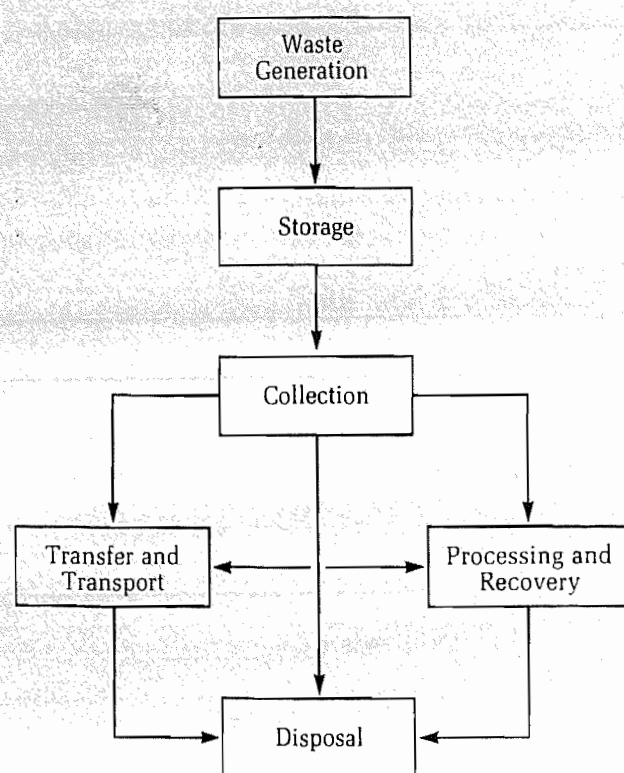 Waste
Generation
Storage
Collection
Transfer and
Transport
Processing and
Recovery
Disposal